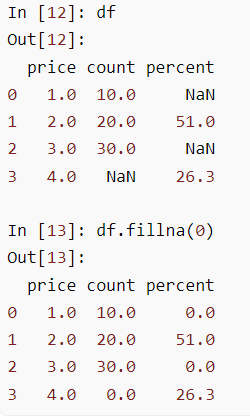 In [12]: df
Out[12]:
   price count percent
0    1.0  10.0     NaN
1    2.0  20.0    51.0
2    3.0  30.0     NaN
3    4.0   NaN    26.3
In [13]: df.fillna(0)
Out[13]:
   price count percent
0    1.0  10.0     0.0
1    2.0  20.0    51.0
2    3.0  30.0     0.0
3    4.0   0.0    26.3